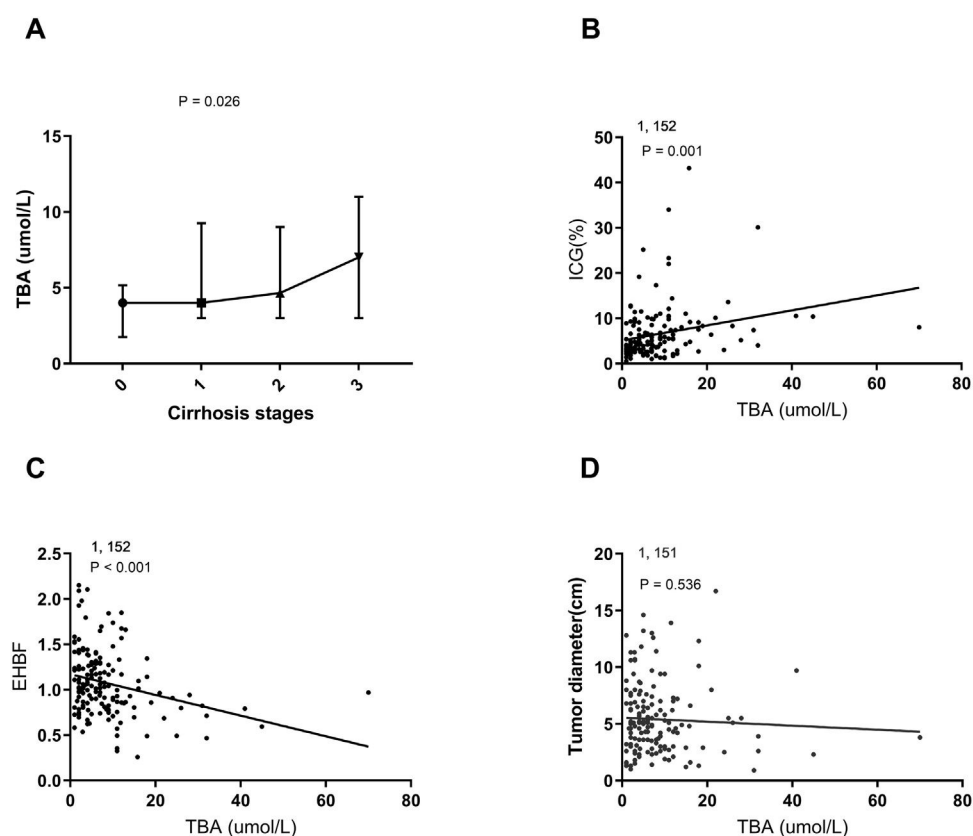 A
P = 0.026
15
10
5
0
TBA (umol/L)
0
1
2
3
Cirrhosis stages
B
1, 152
P = 0.001
50
40
30
20
10
0
ICG(%)
0
20
40
60
80
TBA (umol/L)
C
1, 152
P < 0.001
2.5
2.0
1.5
1.0
0.5
0.0
EHBF
0
20
40
60
80
TBA (umol/L)
D
1, 151
P = 0.536
20
15
10
5
0
Tumor diameter(cm)
0
20
40
60
80
TBA (umol/L)